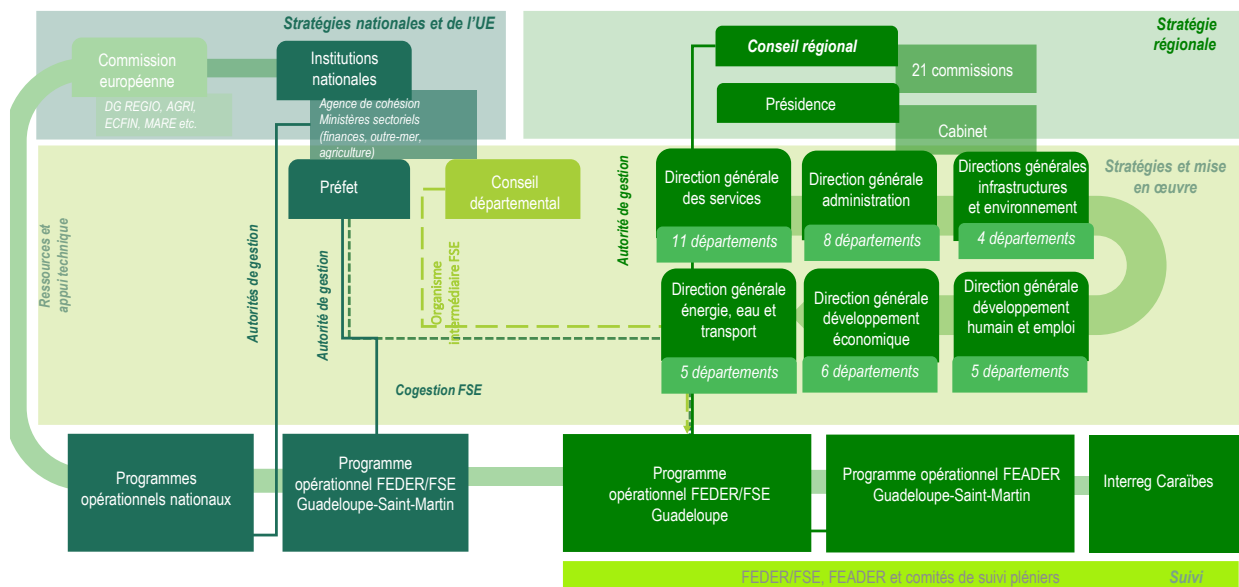 Stratégies nationales et de l'UE
Commission
européenne
DG REGIO, AGRI,
ECFIN, MARE etc.
Institutions
nationales
Agence de cohésion
Ministères sectoriels
(finances, outre-mer,
agriculture)
Stratégie
régionale
Conseil régional
21 commissions
Présidence
Cabinet
Ressources et
appui technique
Autorités de gestion
Préfet
Autorité de gestion
Conseil
départemental
Organisme
intermédiaire FSE
Cogestion FSE
Autorité de gestion
Direction générale
des services
11 départements
Direction générale
administration
8 départements
Directions générales
infrastructures
et environnement
4 départements
Stratégies et mise
en œuvre
Direction générale
énergie, eau et
transport
5 départements
Direction générale
développement
économique
6 départements
Direction générale
développement
humain et emploi
5 départements
Programmes
opérationnels nationaux
Programme
opérationnel FEDER/FSE
Guadeloupe-Saint-Martin
Programme
opérationnel FEDER/FSE
Guadeloupe
Programme opérationnel FEADER
Guadeloupe-Saint-Martin
Interreg Caraïbes
FEDER/FSE, FEADER et comités de suivi pléniers
Suivi